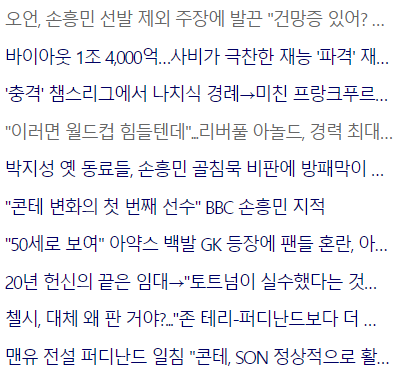 오언, 손흥민 선발 제외 주장에 발끈 "건망증 있어? ...
바이아웃 1조 4,000억...사비가 극찬한 재능 '파격' 재...
'충격' 챔스리그에서 나치식 경례→미친 프랑크푸르...
"이러면 월드컵 힘들텐데"...리버풀 아놀드, 경력 최대...
박지성 옛 동료들, 손흥민 골침묵 비판에 방패막이 ...
"콘테 변화의 첫 번째 선수" BBC 손흥민 지적
"50세로 보여" 아약스 백발 GK 등장에 팬들 혼란, 아...
20년 헌신의 끝은 임대→"토트넘이 실수했다는 것...
첼시, 대체 왜 판 거야?..."존 테리-퍼디난드보다 더 ...
맨유 전설 퍼디난드 일침 "콘테, SON 정상적으로 활...